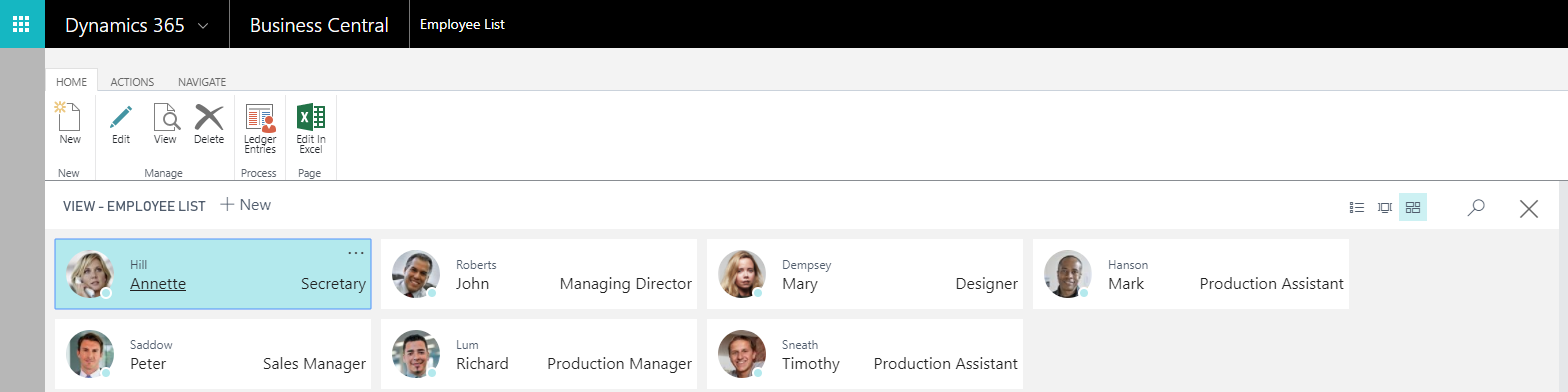 Dynamics 365 Business Central Employee List
HOME ACTIONS NAVIGATE
New Edit View Delete Ledger Entries Edit In Excel
New Manage Process Page
VIEW - EMPLOYEE LIST + New
Hill
Annette Secretary
Roberts
John Managing Director
Dempsey
Mary Designer
Hanson
Mark Production Assistant
Saddow
Peter Sales Manager
Lum
Richard Production Manager
Sneath
Timothy Production Assistant